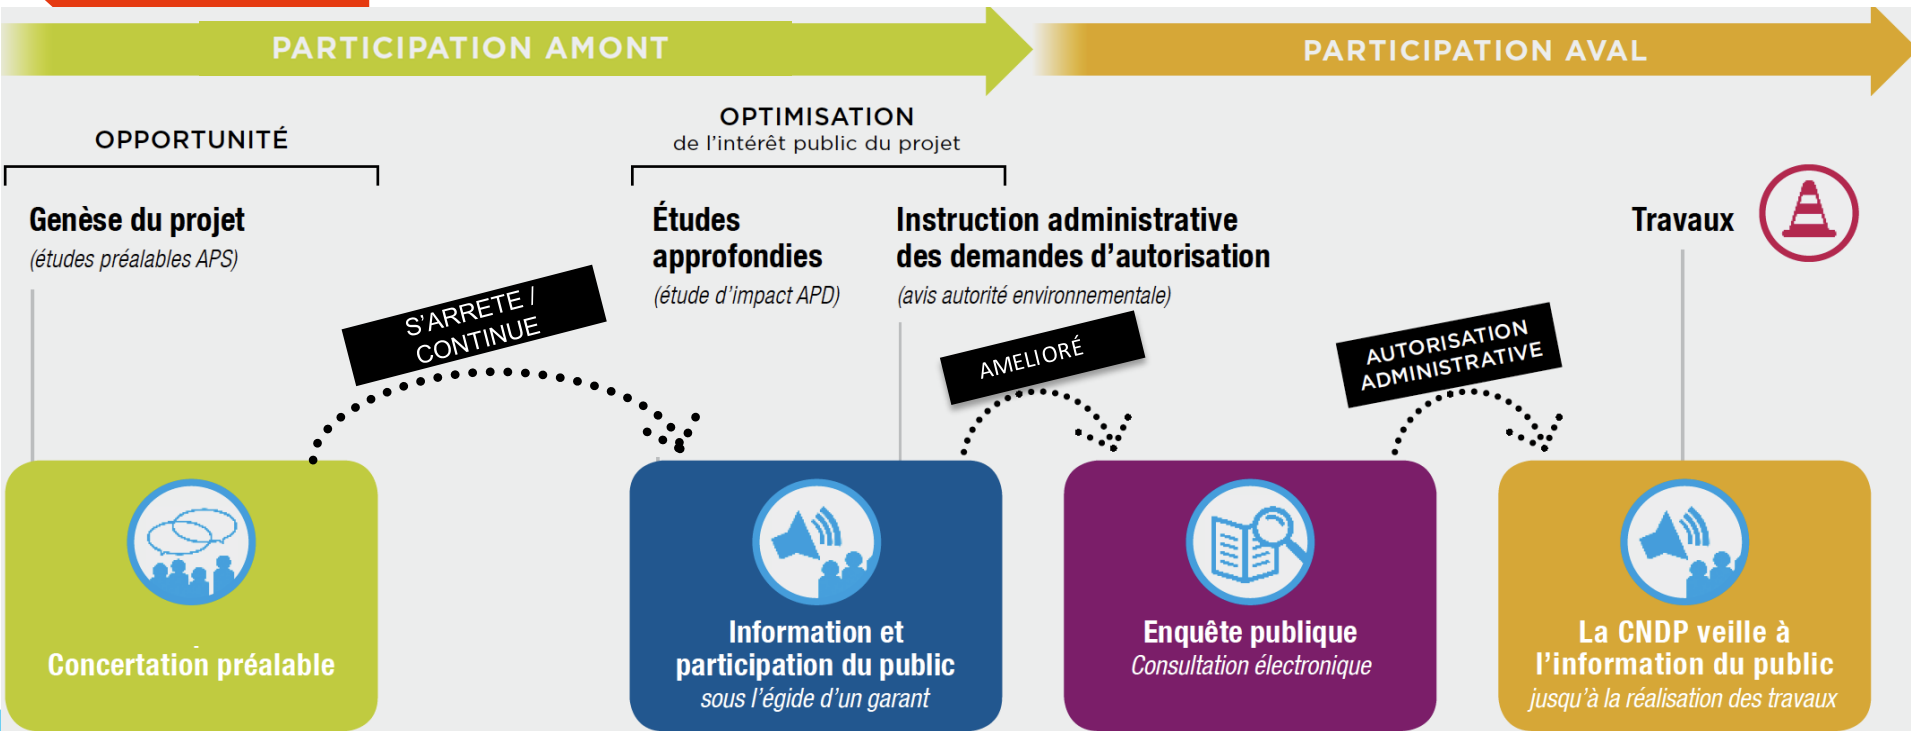 PARTICIPATION AMONT
PARTICIPATION AVAL
OPPORTUNITÉ
OPTIMISATION
de l'intérêt public du projet
Genèse du projet
(études préalables APS)
Études
approfondies
(étude d'impact APD)
Instruction administrative
des demandes d'autorisation
(avis autorité environnementale)
Travaux
S'ARRETE /
CONTINUE
AMELIORÉ
AUTORISATION
ADMINISTRATIVE
Concertation préalable
Information et
participation du public
sous l'égide d'un garant
Enquête publique
Consultation électronique
La CNDP veille à
l'information du public
jusqu'à la réalisation des travaux